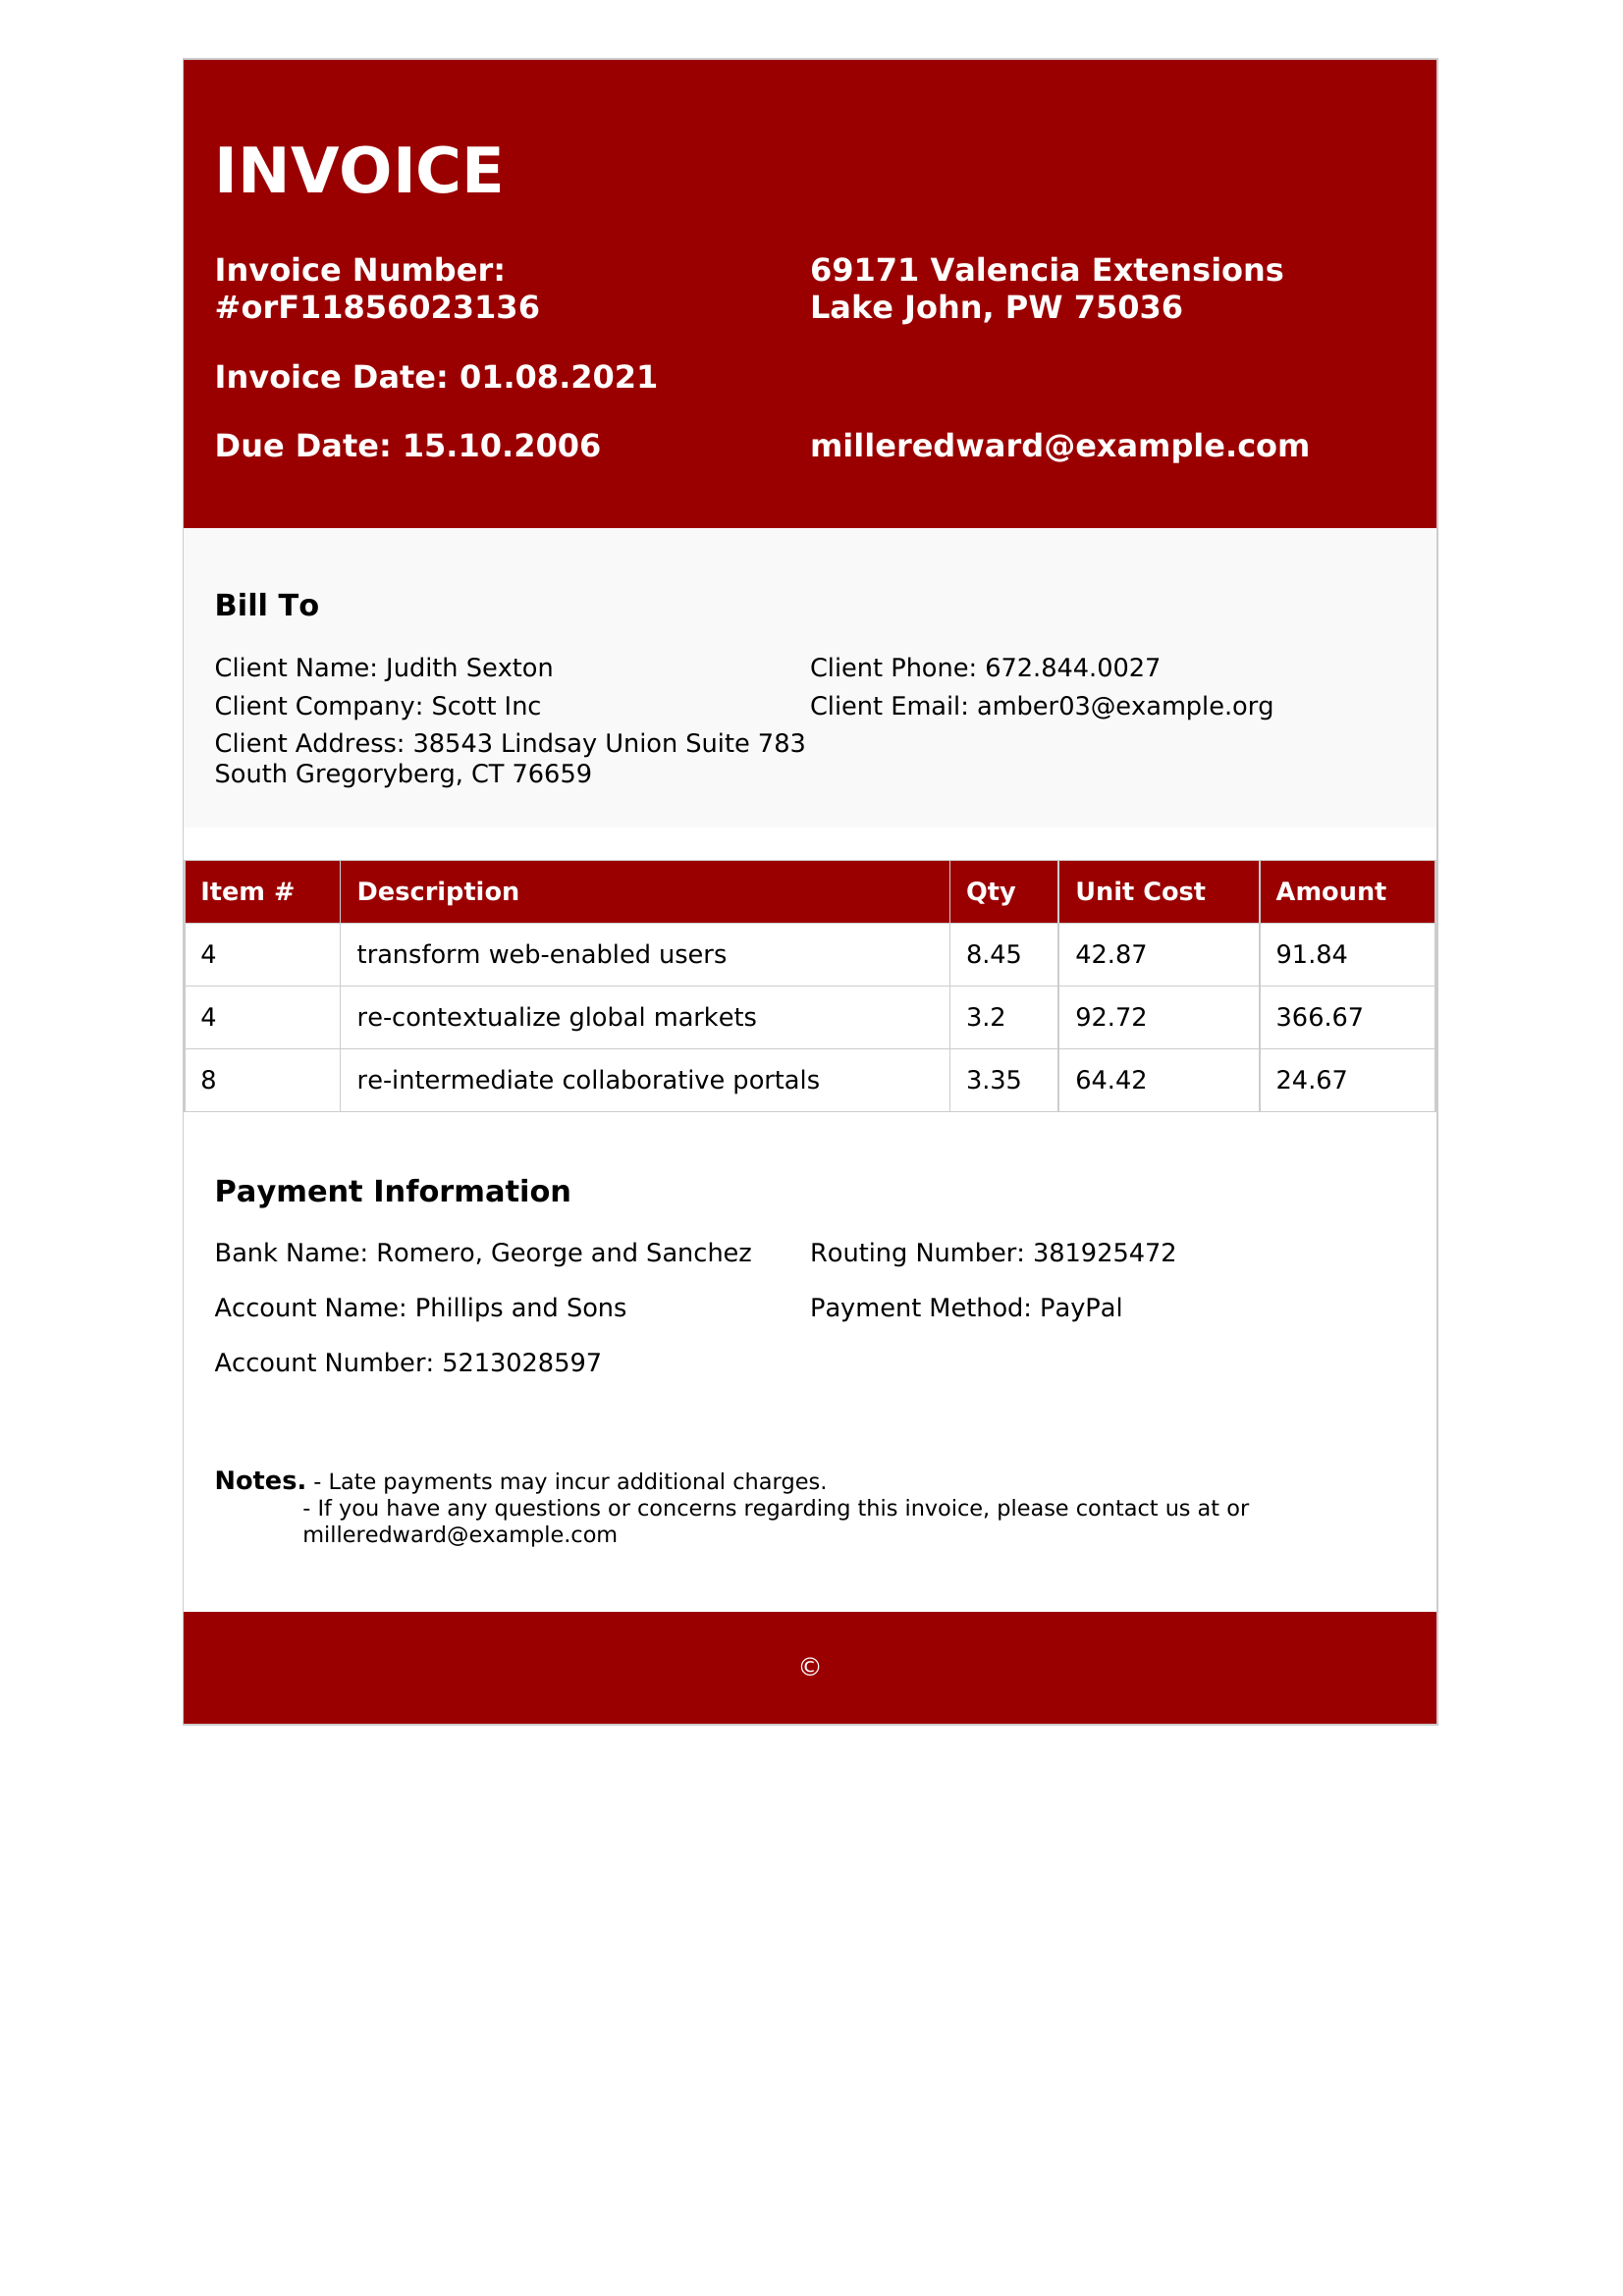 INVOICE
Invoice Number:
#orF11856023136
69171 Valencia Extensions
Lake John, PW 75036
Invoice Date: 01.08.2021
Due Date: 15.10.2006
milleredward@example.com
Bill To
Client Name: Judith Sexton
Client Phone: 672.844.0027
Client Company: Scott Inc
Client Email: amber03@example.org
Client Address: 38543 Lindsay Union Suite 783
South Gregoryberg, CT 76659
Item # Description Qty Unit Cost Amount
4 transform web-enabled users 8.45 42.87 91.84
4 re-contextualize global markets 3.2 92.72 366.67
8 re-intermediate collaborative portals 3.35 64.42 24.67
Payment Information
Bank Name: Romero, George and Sanchez
Routing Number: 381925472
Account Name: Phillips and Sons
Payment Method: PayPal
Account Number: 5213028597
Notes. - Late payments may incur additional charges.
- If you have any questions or concerns regarding this invoice, please contact us at or
milleredward@example.com
©